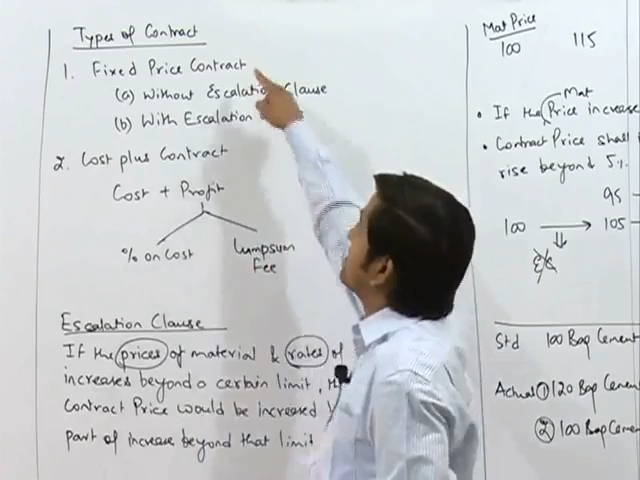 Types of Contract
1. Fixed Price Contract
(a) Without Escalation Clause
(b) With Escalation
2. Cost plus Contract
Cost + Profit
% on Cost
Lumpsum Fee
Escalation Clause
If the prices of material & rates of
increases beyond a certain limit,
Contract Price would be increased
part of increase beyond that limit
Mat Price
100 115
Mat
• If the Price increase
• Contract Price
rise beyond 5%
95
100 → 105
Std 100 Bag Cement
Actual ① 120 Bag
② 100 Bag